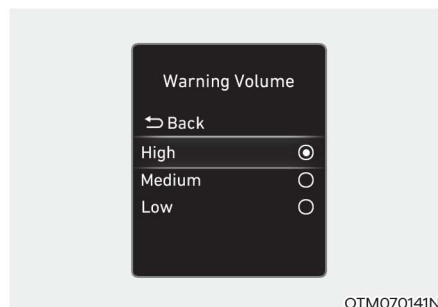 Warning Volume
Back
High
Medium
Low
OTM070141N